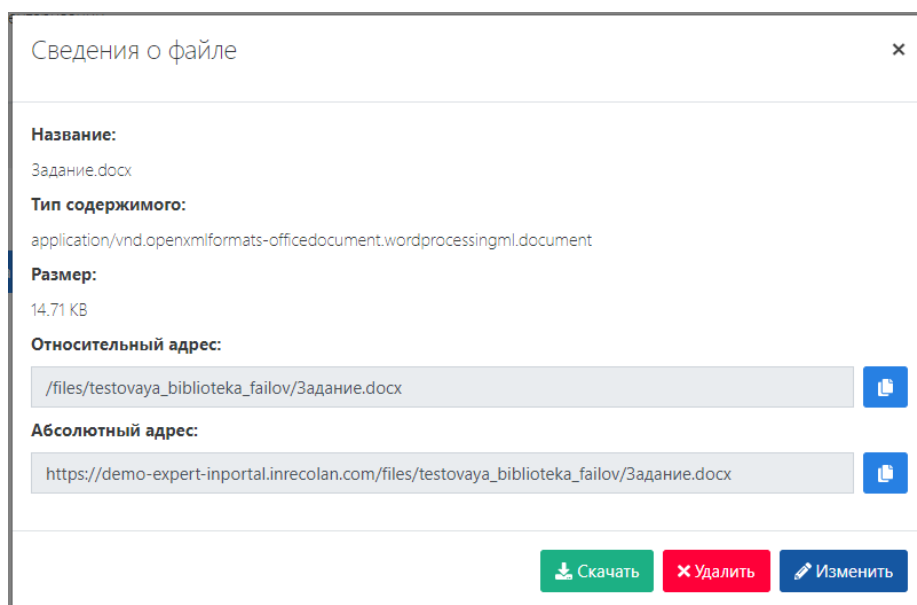 Сведения о файле
Название:
Задание.docx
Тип содержимого:
application/vnd.openxmlformats-officedocument.wordprocessingml.document
Размер:
14.71 KB
Относительный адрес:
/files/testovaya_biblioteka_failov/Задание.docx
Абсолютный адрес:
https://demo-expert-inportal.inrecolan.com/files/testovaya_biblioteka_failov/Задание.docx
Скачать Удалить Изменить